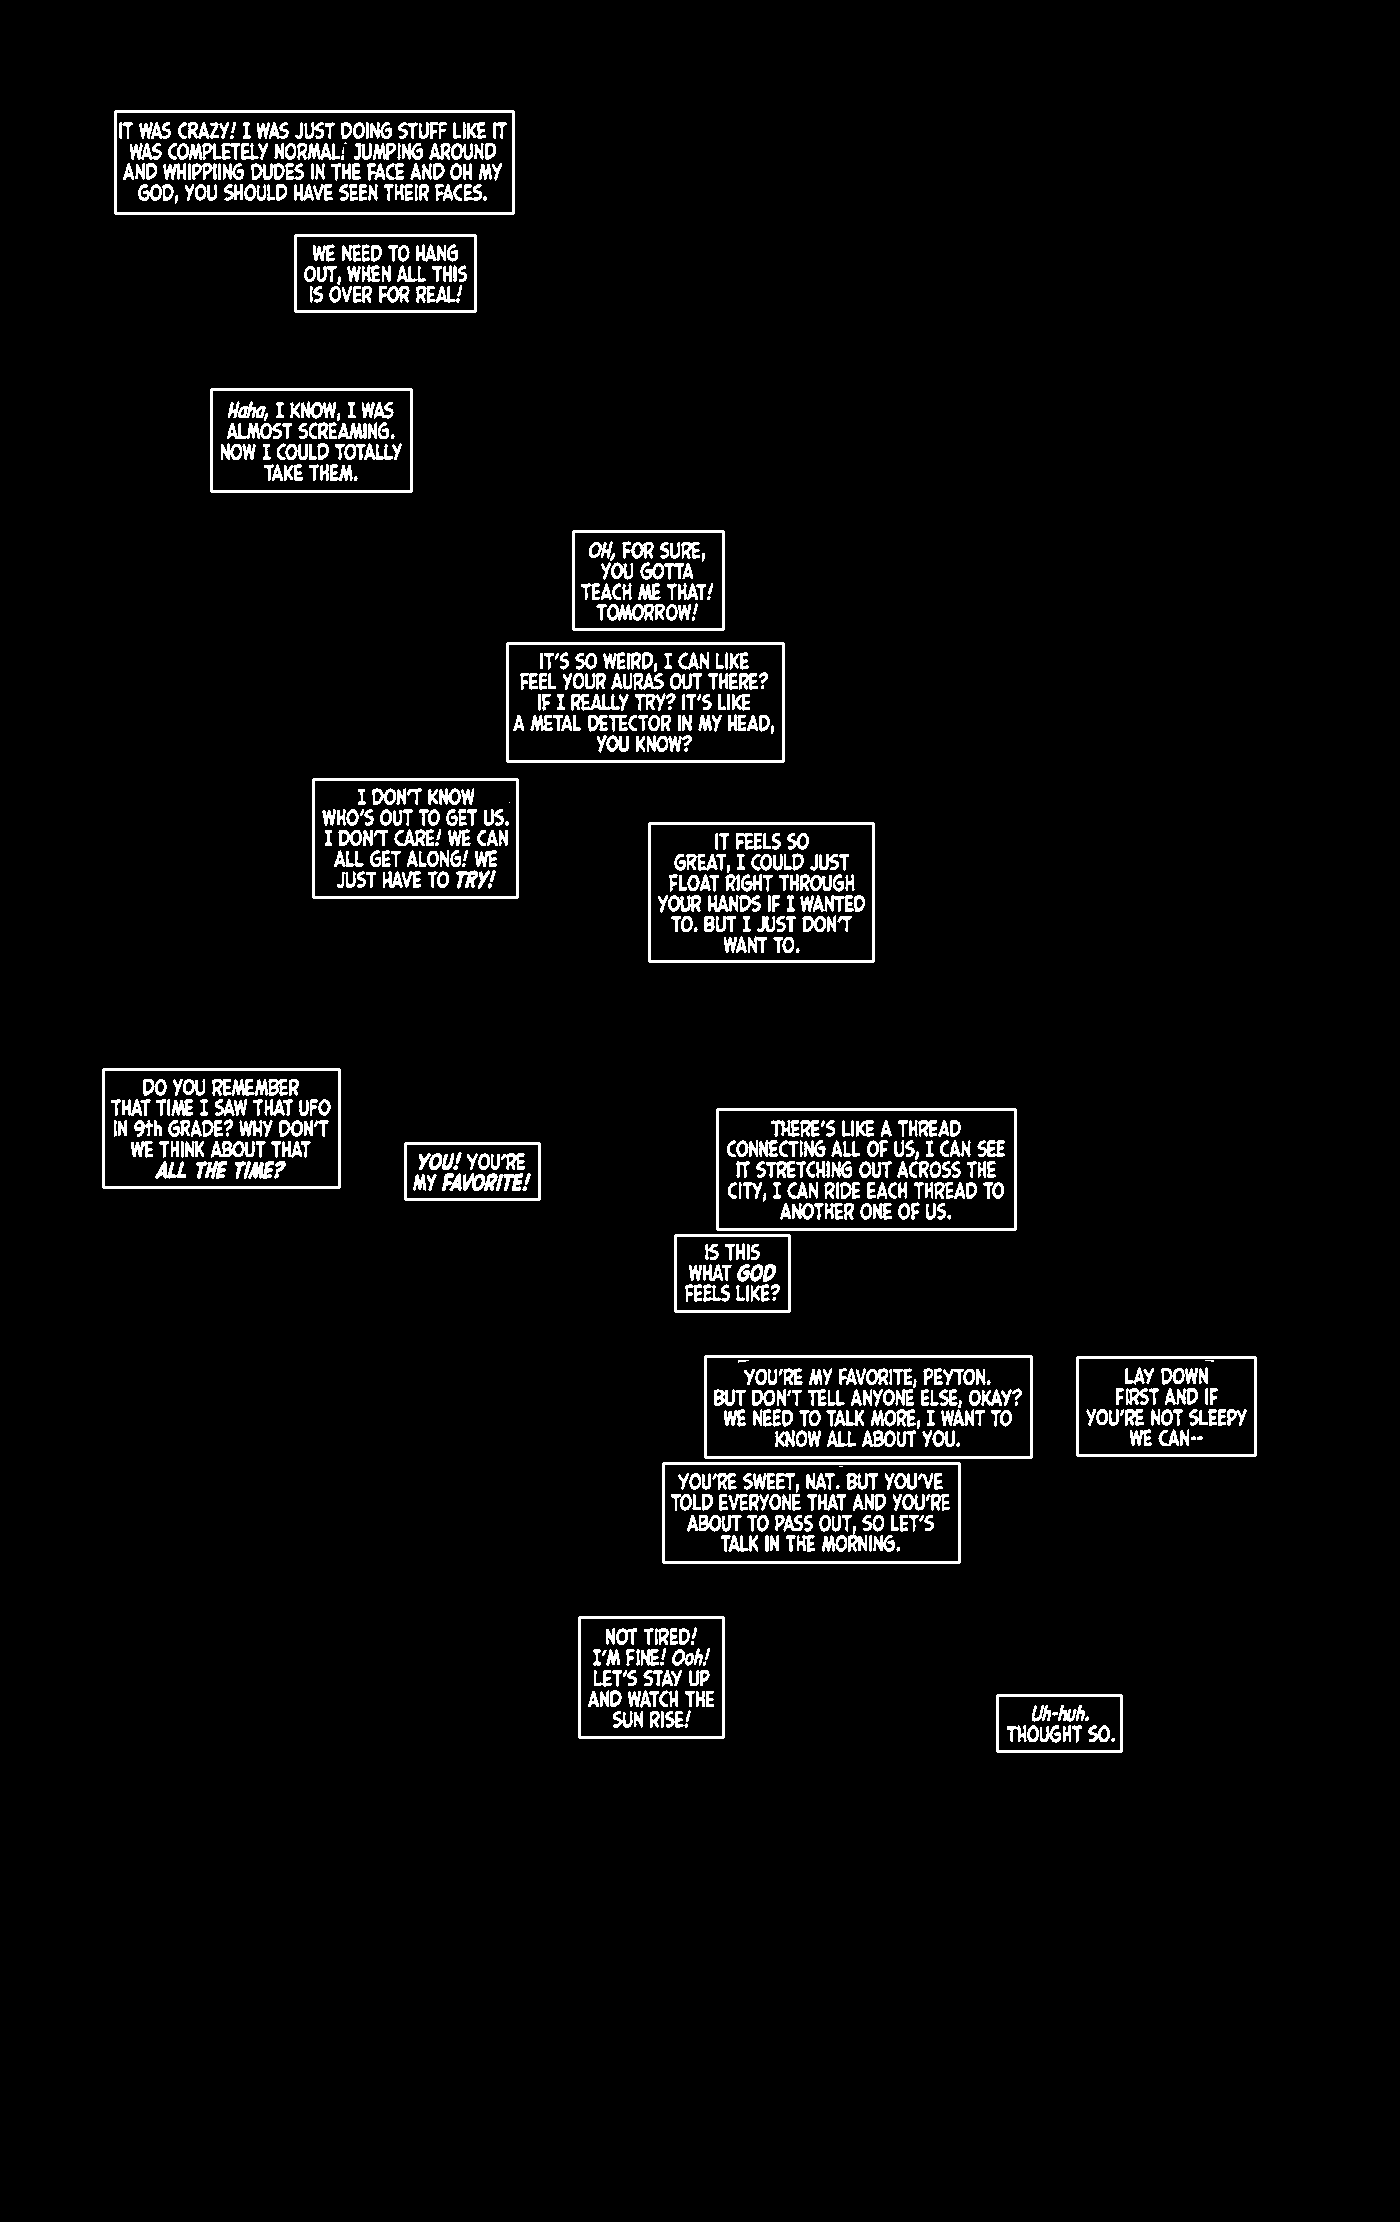 IT WAS CRAZY! I WAS JUST DOING STUFF LIKE IT
WAS COMPLETELY NORMAL! JUMPING AROUND
AND WHIPPIING DUDES IN THE FACE AND OH MY
GOD, YOU SHOULD HAVE SEEN THEIR FACES.
WE NEED TO HANG
OUT, WHEN ALL THIS
IS OVER FOR REAL!
Haha, I KNOW, I WAS
ALMOST SCREAMING.
NOW I COULD TOTALLY
TAKE THEM.
OH, FOR SURE,
YOU GOTTA
TEACH ME THAT!
TOMORROW!
IT'S SO WEIRD, I CAN LIKE
FEEL YOUR AURAS OUT THERE?
IF I REALLY TRY? IT'S LIKE
A METAL DETECTOR IN MY HEAD,
YOU KNOW?
I DON'T KNOW
WHO'S OUT TO GET US.
I DON'T CARE! WE CAN
ALL GET ALONG! WE
JUST HAVE TO TRY!
IT FEELS SO
GREAT, I COULD JUST
FLOAT RIGHT THROUGH
YOUR HANDS IF I WANTED
TO. BUT I JUST DON'T
WANT TO.
DO YOU REMEMBER
THAT TIME I SAW THAT UFO
IN 9th GRADE? WHY DON'T
WE THINK ABOUT THAT
ALL THE TIME?
YOU! YOU'RE
MY FAVORITE!
THERE'S LIKE A THREAD
CONNECTING ALL OF US, I CAN SEE
IT STRETCHING OUT ACROSS THE
CITY, I CAN RIDE EACH THREAD TO
ANOTHER ONE OF US.
IS THIS
WHAT GOD
FEELS LIKE?
YOU'RE MY FAVORITE, PEYTON.
BUT DON'T TELL ANYONE ELSE, OKAY?
WE NEED TO TALK MORE, I WANT TO
KNOW ALL ABOUT YOU.
YOU'RE SWEET, NAT. BUT YOU'VE
TOLD EVERYONE THAT AND YOU'RE
ABOUT TO PASS OUT, SO LET'S
TALK IN THE MORNING.
LAY DOWN
FIRST AND IF
YOU'RE NOT SLEEPY
WE CAN--
NOT TIRED!
I'M FINE! Ooh!
LET'S STAY UP
AND WATCH THE
SUN RISE!
Uh-huh.
THOUGHT SO.